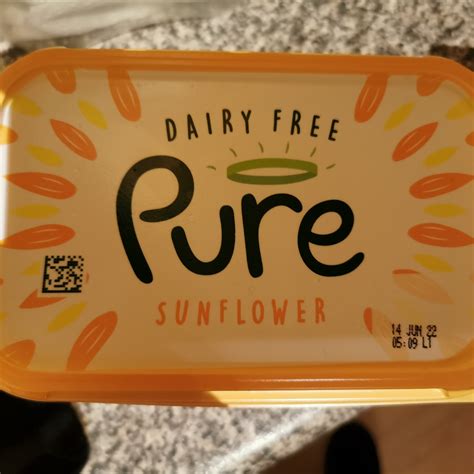 DAIRY FREE
Pure
SUNFLOWER
14 JUN 22
05:09 LT